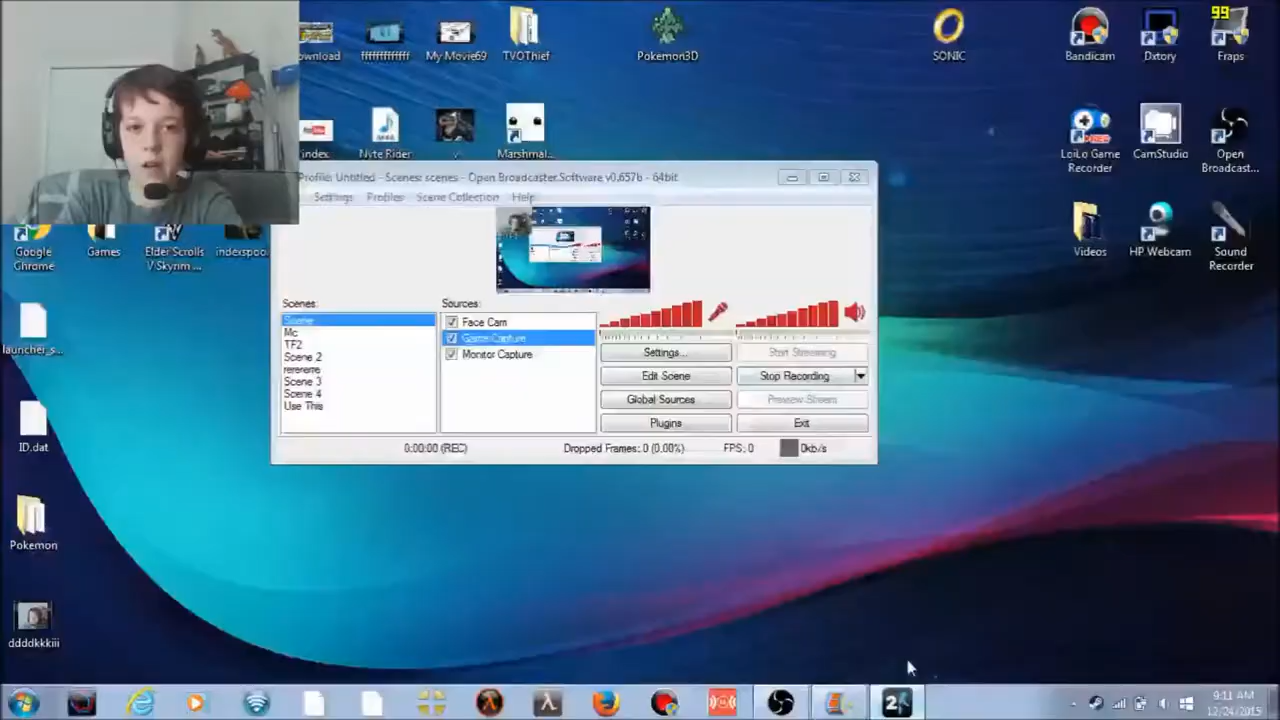 99
ownload
ffffffffffffff
My Movie69
TVOThief
Pokemon3D
SONIC
Bandicam
Dxtory
Fraps
index
Nyte Rider
Marshmal...
LoiLo Game
Recorder
CamStudio
Open
Broadcast...
Profile: Untitled - Scenes: scenes - Open Broadcaster Software v0.657b - 64bit
Settings Profiles Scene Collection Help
Google
Chrome
Games
Elder Scrolls
V Skyrim ...
indexspoo...
Videos
HP Webcam
Sound
Recorder
Scenes:
Sources:
Scene
Mc
TF2
Scene 2
rerererere
Scene 3
Scene 4
Use This
Face Cam
Game Capture
Monitor Capture
Settings...
Start Streaming
Edit Scene
Stop Recording
Global Sources
Preview Stream
Plugins
Exit
0:00:00 (REC)
Dropped Frames: 0 (0.00%)
FPS: 0
0kb/s
launcher_s...
ID.dat
Pokemon
ddddkkkiii
2K
9:11 AM
12/24/2015